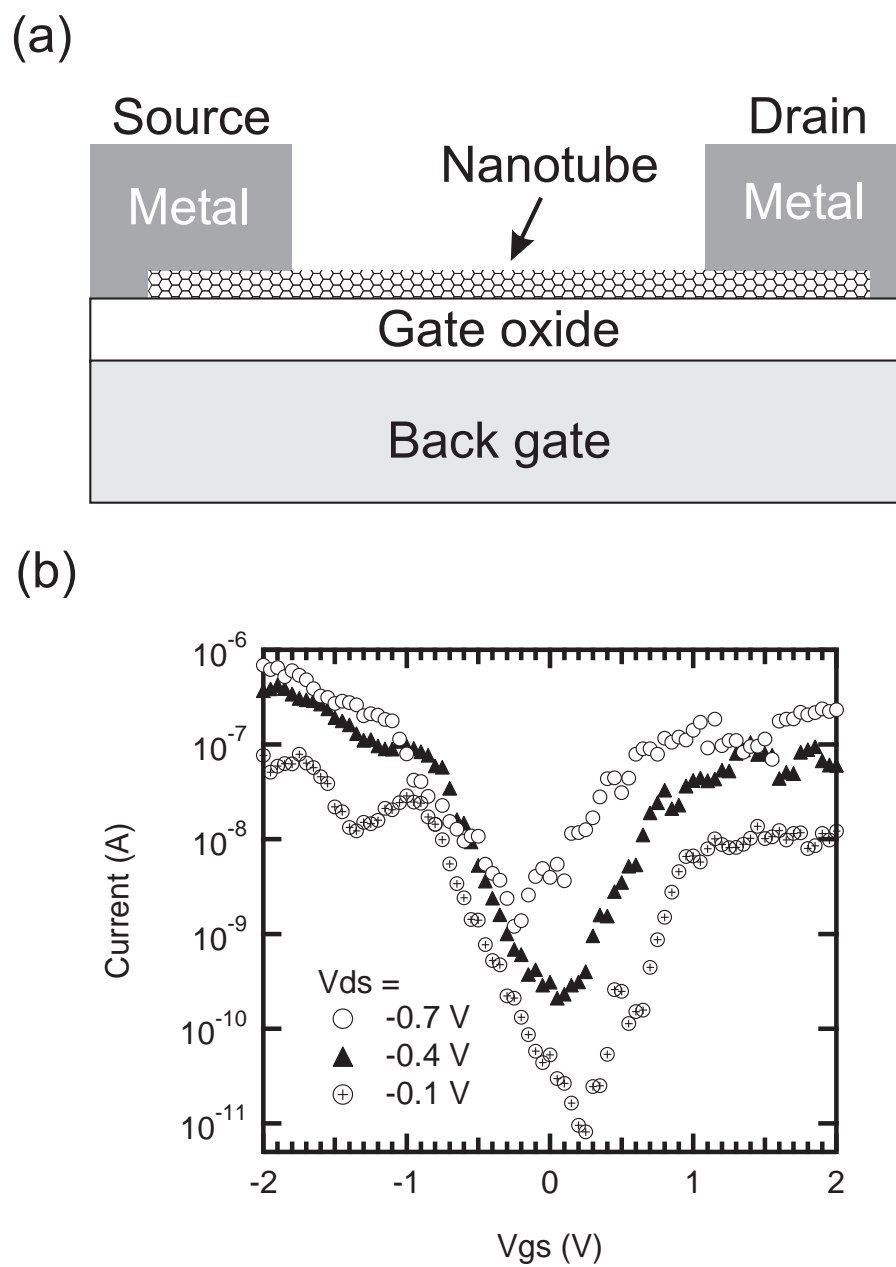 (a)
Source
Drain
Nanotube
Metal
Metal
Gate oxide
Back gate
(b)
10-6
10-7
10-8
10-9
10-10
10-11
Current (A)
Vds =
-0.7 V
-0.4 V
-0.1 V
-2
-1
0
1
2
Vgs (V)